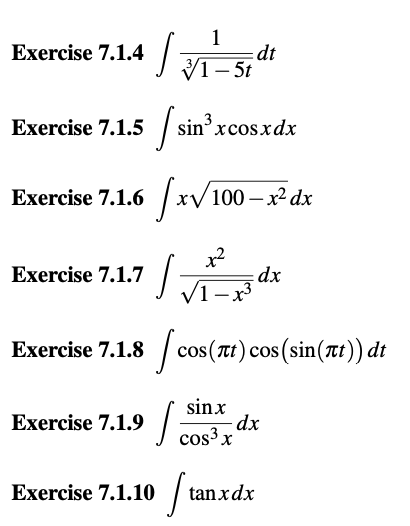 Exercise 7.1.4 ∫ 1/∛(1 − 5t) dt
Exercise 7.1.5 ∫ sin³ x cos x dx
Exercise 7.1.6 ∫ x√(100 − x²) dx
Exercise 7.1.7 ∫ x²/√(1 − x³) dx
Exercise 7.1.8 ∫ cos(πt) cos(sin(πt)) dt
Exercise 7.1.9 ∫ sin x/cos³ x dx
Exercise 7.1.10 ∫ tan x dx